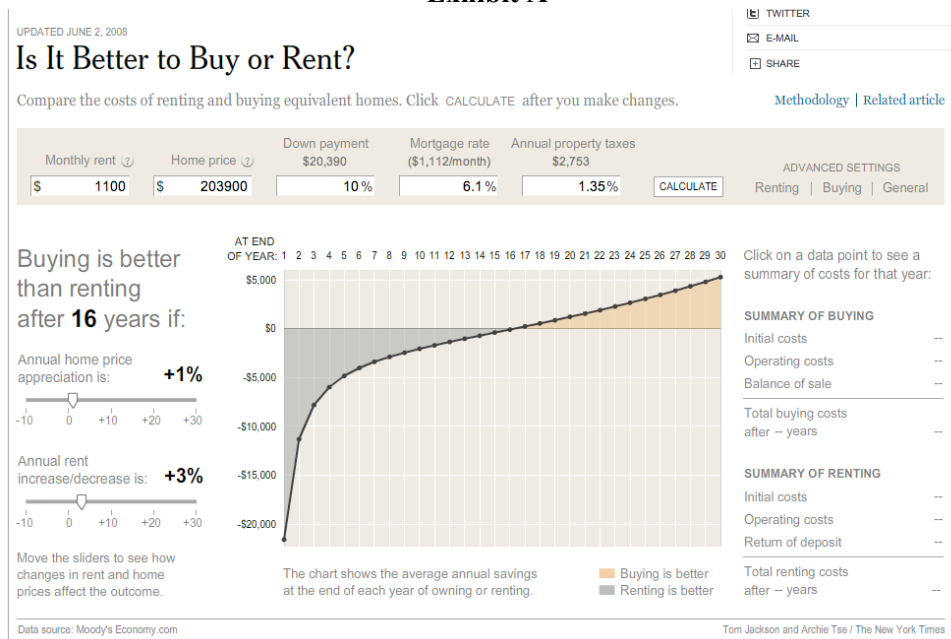 Exhibit A
TWITTER
E-MAIL
SHARE
UPDATED JUNE 2, 2008
Is It Better to Buy or Rent?
Compare the costs of renting and buying equivalent homes. Click CALCULATE after you make changes.
Methodology | Related article
Monthly rent ? Home price ? Down payment $20,390 Mortgage rate ($1,112/month) Annual property taxes $2,753
$ 1100 $ 203900 10% 6.1% 1.35% CALCULATE
ADVANCED SETTINGS
Renting | Buying | General
Buying is better
than renting
after 16 years if:
Annual home price
appreciation is: +1%
-10 0 +10 +20 +30
Annual rent
increase/decrease is: +3%
-10 0 +10 +20 +30
Move the sliders to see how
changes in rent and home
prices affect the outcome.
AT END
OF YEAR: 1 2 3 4 5 6 7 8 9 10 11 12 13 14 15 16 17 18 19 20 21 22 23 24 25 26 27 28 29 30
$5,000
$0
-$5,000
-$10,000
-$15,000
-$20,000
The chart shows the average annual savings
at the end of each year of owning or renting.
Buying is better
Renting is better
Click on a data point to see a
summary of costs for that year:
SUMMARY OF BUYING
Initial costs --
Operating costs --
Balance of sale --
Total buying costs
after -- years --
SUMMARY OF RENTING
Initial costs --
Operating costs --
Return of deposit --
Total renting costs
after -- years --
Data source: Moody's Economy.com
Tom Jackson and Archie Tse / The New York Times